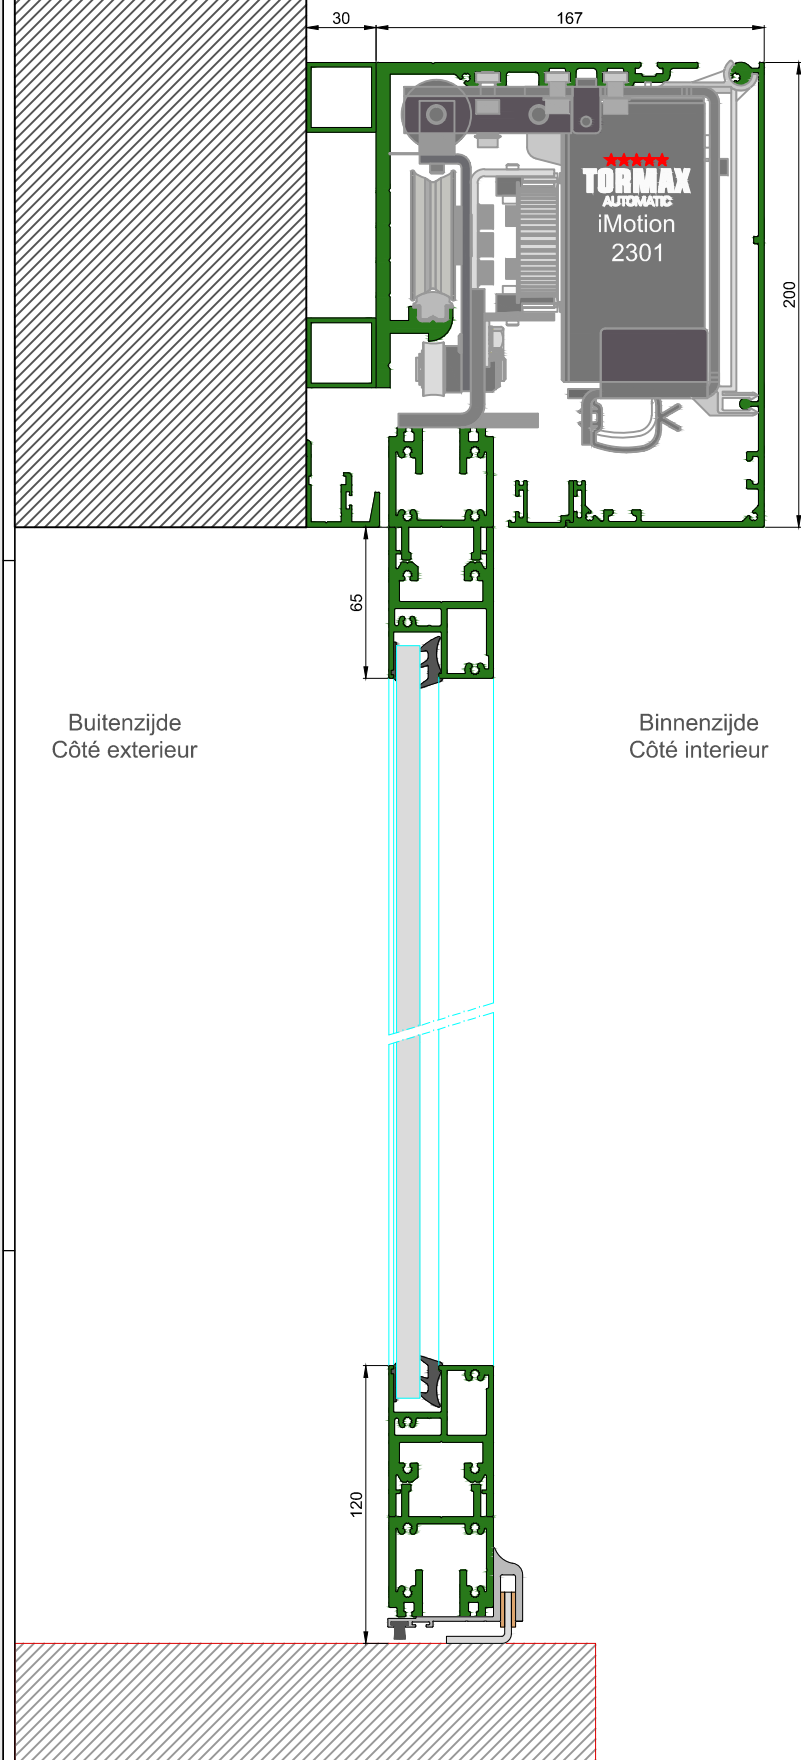 30
167
TORMAX
AUTOMATIC
iMotion
2301
200
65
Buitenzijde
Côté exterieur
Binnenzijde
Côté interieur
120